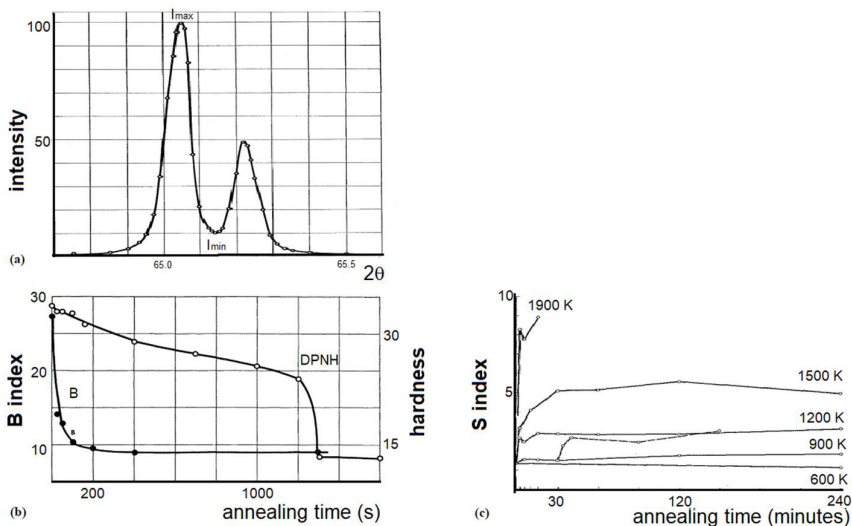 100
Imax
50
intensity
Imin
(a)
65.0
65.5
2θ
30
20
10
B index
B
B
DPNH
30
15
hardness
200
1000
(b)
annealing time (s)
10
5
S index
1900 K
1500 K
1200 K
900 K
600 K
30
120
240
(c)
annealing time (minutes)